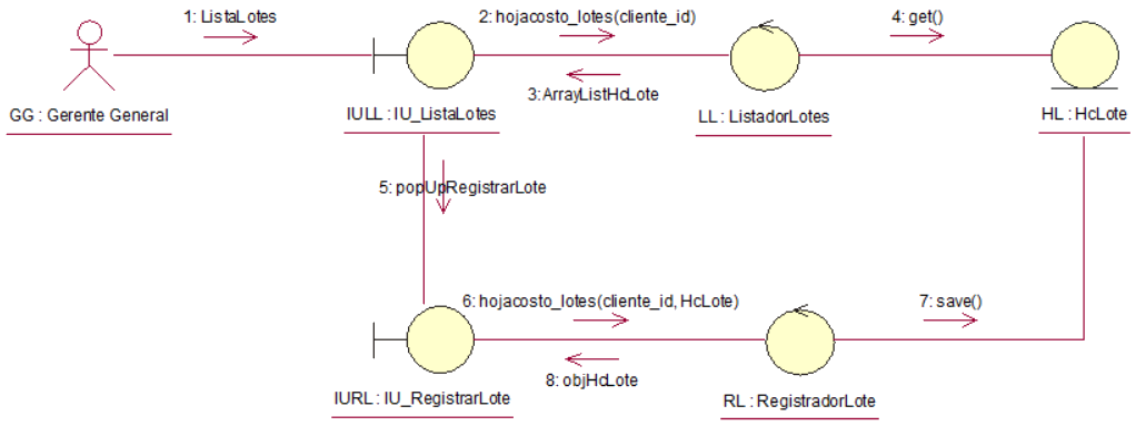 1: ListaLotes
2: hojacosto_lotes(cliente_id)
4: get()
3:ArrayListHcLote
GG : Gerente General
IULL : IU_ListaLotes
LL : ListadorLotes
HL : HcLote
5: popUpRegistrarLote
6: hojacosto_lotes(cliente_id, HcLote)
7: save()
8: objHcLote
IURL : IU_RegistrarLote
RL : RegistradorLote